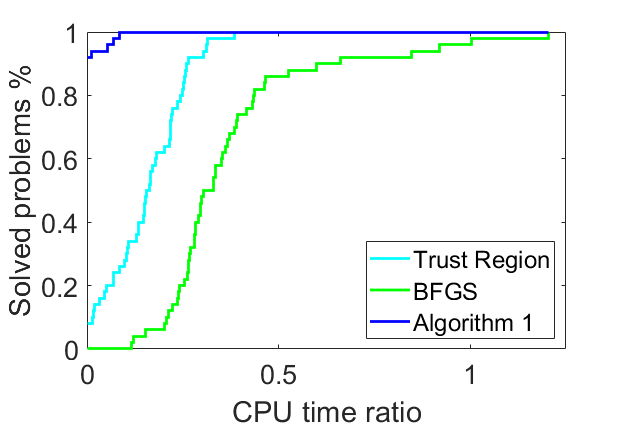 1
0.8
0.6
0.4
0.2
0
0
0.5
1
Solved problems %
CPU time ratio
Trust Region
BFGS
Algorithm 1